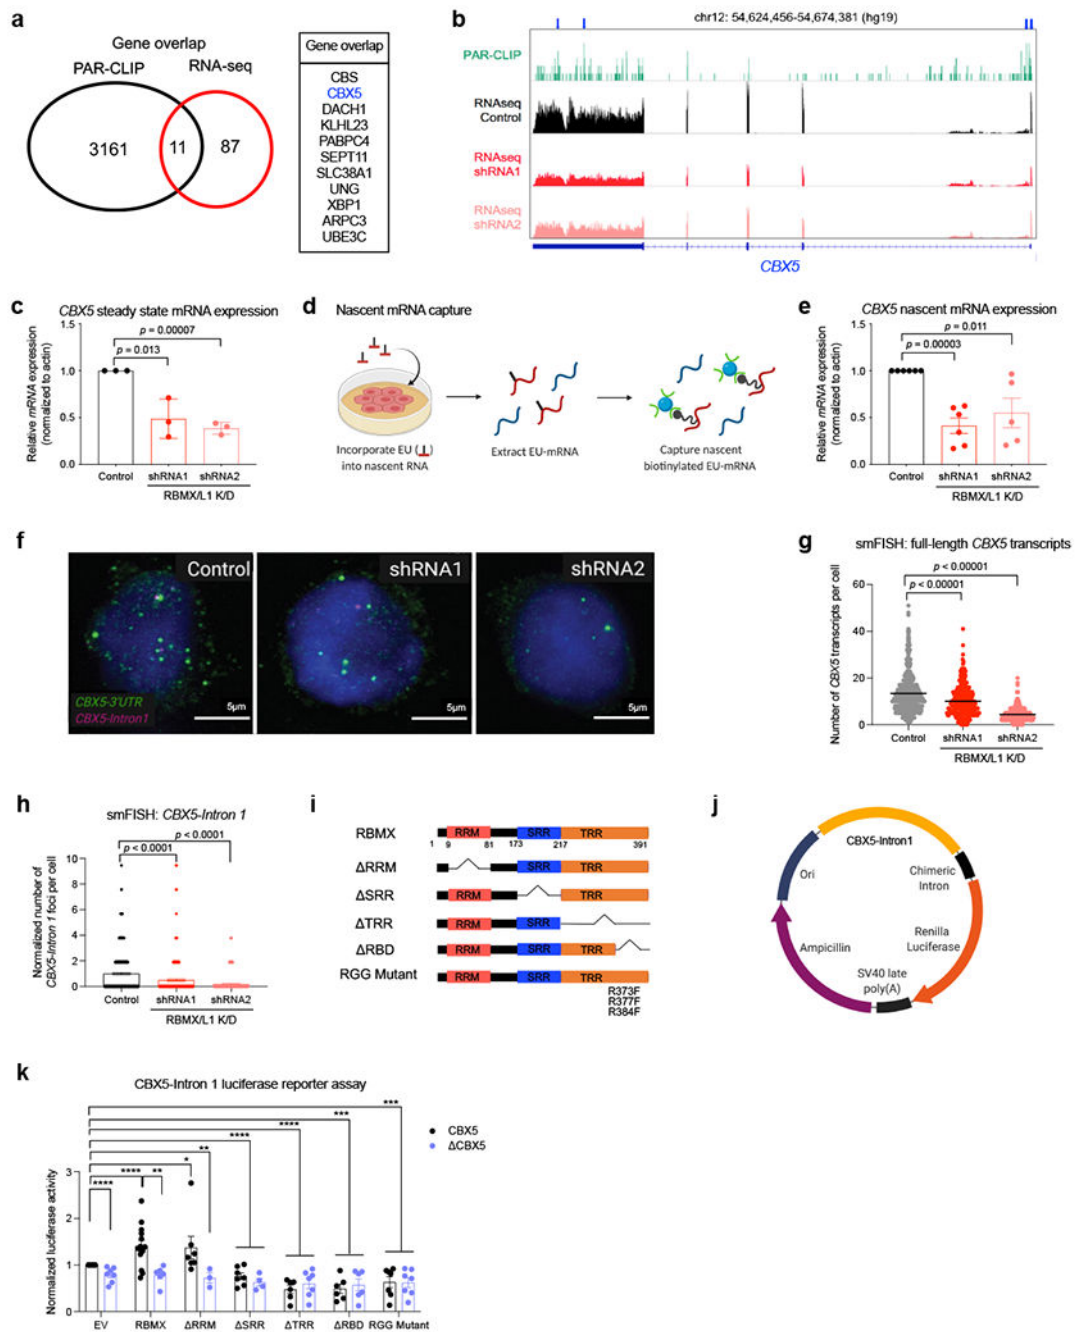 a
Gene overlap
PAR-CLIP
RNA-seq
3161
11
87
Gene overlap
CBS
CBX5
DACH1
KLHL23
PABPC4
SEPT11
SLC38A1
UNG
XBP1
ARPC3
UBE3C
b
chr12: 54,624,456-54,674,381 (hg19)
PAR-CLIP
RNAseq
Control
RNAseq
shRNA1
RNAseq
shRNA2
CBX5
c
CBX5 steady state mRNA expression
Relative mRNA expression
(normalized to actin)
1.5
1.0
0.5
0.0
p = 0.00007
p = 0.013
Control
shRNA1
shRNA2
RBMX/L1 K/D
d
Nascent mRNA capture
Incorporate EU ( )
into nascent RNA
Extract EU-mRNA
Capture nascent
biotinylated EU-mRNA
e
CBX5 nascent mRNA expression
Relative mRNA expression
(normalized to actin)
1.5
1.0
0.5
0.0
p = 0.011
p = 0.00003
Control
shRNA1
shRNA2
RBMX/L1 K/D
f
Control
shRNA1
shRNA2
CBX5-3'UTR
CBX5-Intron1
5µm
5µm
5µm
g
smFISH: full-length CBX5 transcripts
Number of CBX5 transcripts per cell
60
40
20
0
p < 0.00001
p < 0.00001
Control
shRNA1
shRNA2
RBMX/L1 K/D
h
smFISH: CBX5-Intron 1
Normalized number of
CBX5-Intron 1 foci per cell
10
8
6
4
2
0
p < 0.0001
p < 0.0001
Control
shRNA1
shRNA2
RBMX/L1 K/D
i
RBMX
RRM
SRR
TRR
1 9 81 173 217 391
ΔRRM
SRR
TRR
ΔSRR
RRM
TRR
ΔTRR
RRM
SRR
ΔRBD
RRM
SRR
TRR
RGG Mutant
RRM
SRR
TRR
R373F
R377F
R384F
j
CBX5-Intron1
Chimeric
Intron
Ori
Renilla
Luciferase
Ampicillin
SV40 late
poly(A)
k
CBX5-Intron 1 luciferase reporter assay
Normalized luciferase activity
3
2
1
0
***
***
****
****
**
*
****
**
****
CBX5
ΔCBX5
EV
RBMX
ΔRRM
ΔSRR
ΔTRR
ΔRBD
RGG Mutant